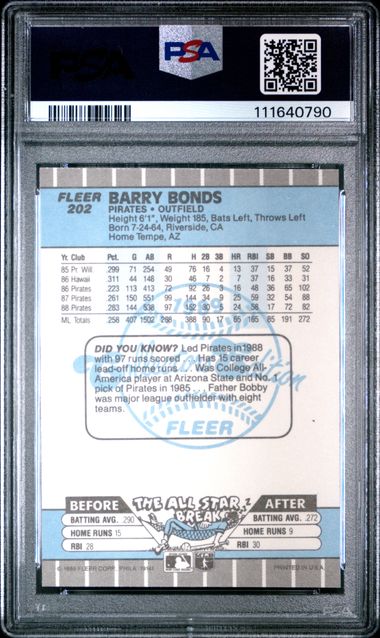 PSA
PSA
111640790
FLEER
202
BARRY BONDS
PIRATES • OUTFIELD
Height 6'1", Weight 185, Bats Left, Throws Left
Born 7-24-64, Riverside, CA
Home Tempe, AZ
Yr. Club Pct. G AB R H 2B 3B HR RBI SB BB SO
85 Pr. Wil. .299 71 254 49 76 16 4 13 37 15 37 52
86 Hawaii .311 44 148 30 46 7 2 7 37 16 33 31
86 Pirates .223 113 413 72 92 26 3 16 48 36 65 102
87 Pirates .261 150 551 99 144 34 9 25 59 32 54 88
88 Pirates .283 144 538 97 152 30 5 24 58 17 72 82
ML Totals .258 407 1502 268 388 90 17 65 165 85 191 272
1989
DID YOU KNOW? Led Pirates in 1988
with 97 runs scored . . . Has 15 career
lead-off home runs . . . Was College All-
America player at Arizona State and No. 1
pick of Pirates in 1985 . . . Father Bobby
was major league outfielder with eight
teams.
Edition
FLEER
BEFORE THE ALL STAR BREAK AFTER
BATTING AVG. .290
HOME RUNS 15
RBI 28
BATTING AVG. .272
HOME RUNS 9
RBI 30
© 1989 FLEER CORP., PHILA. 19141
PRINTED IN U.S.A.